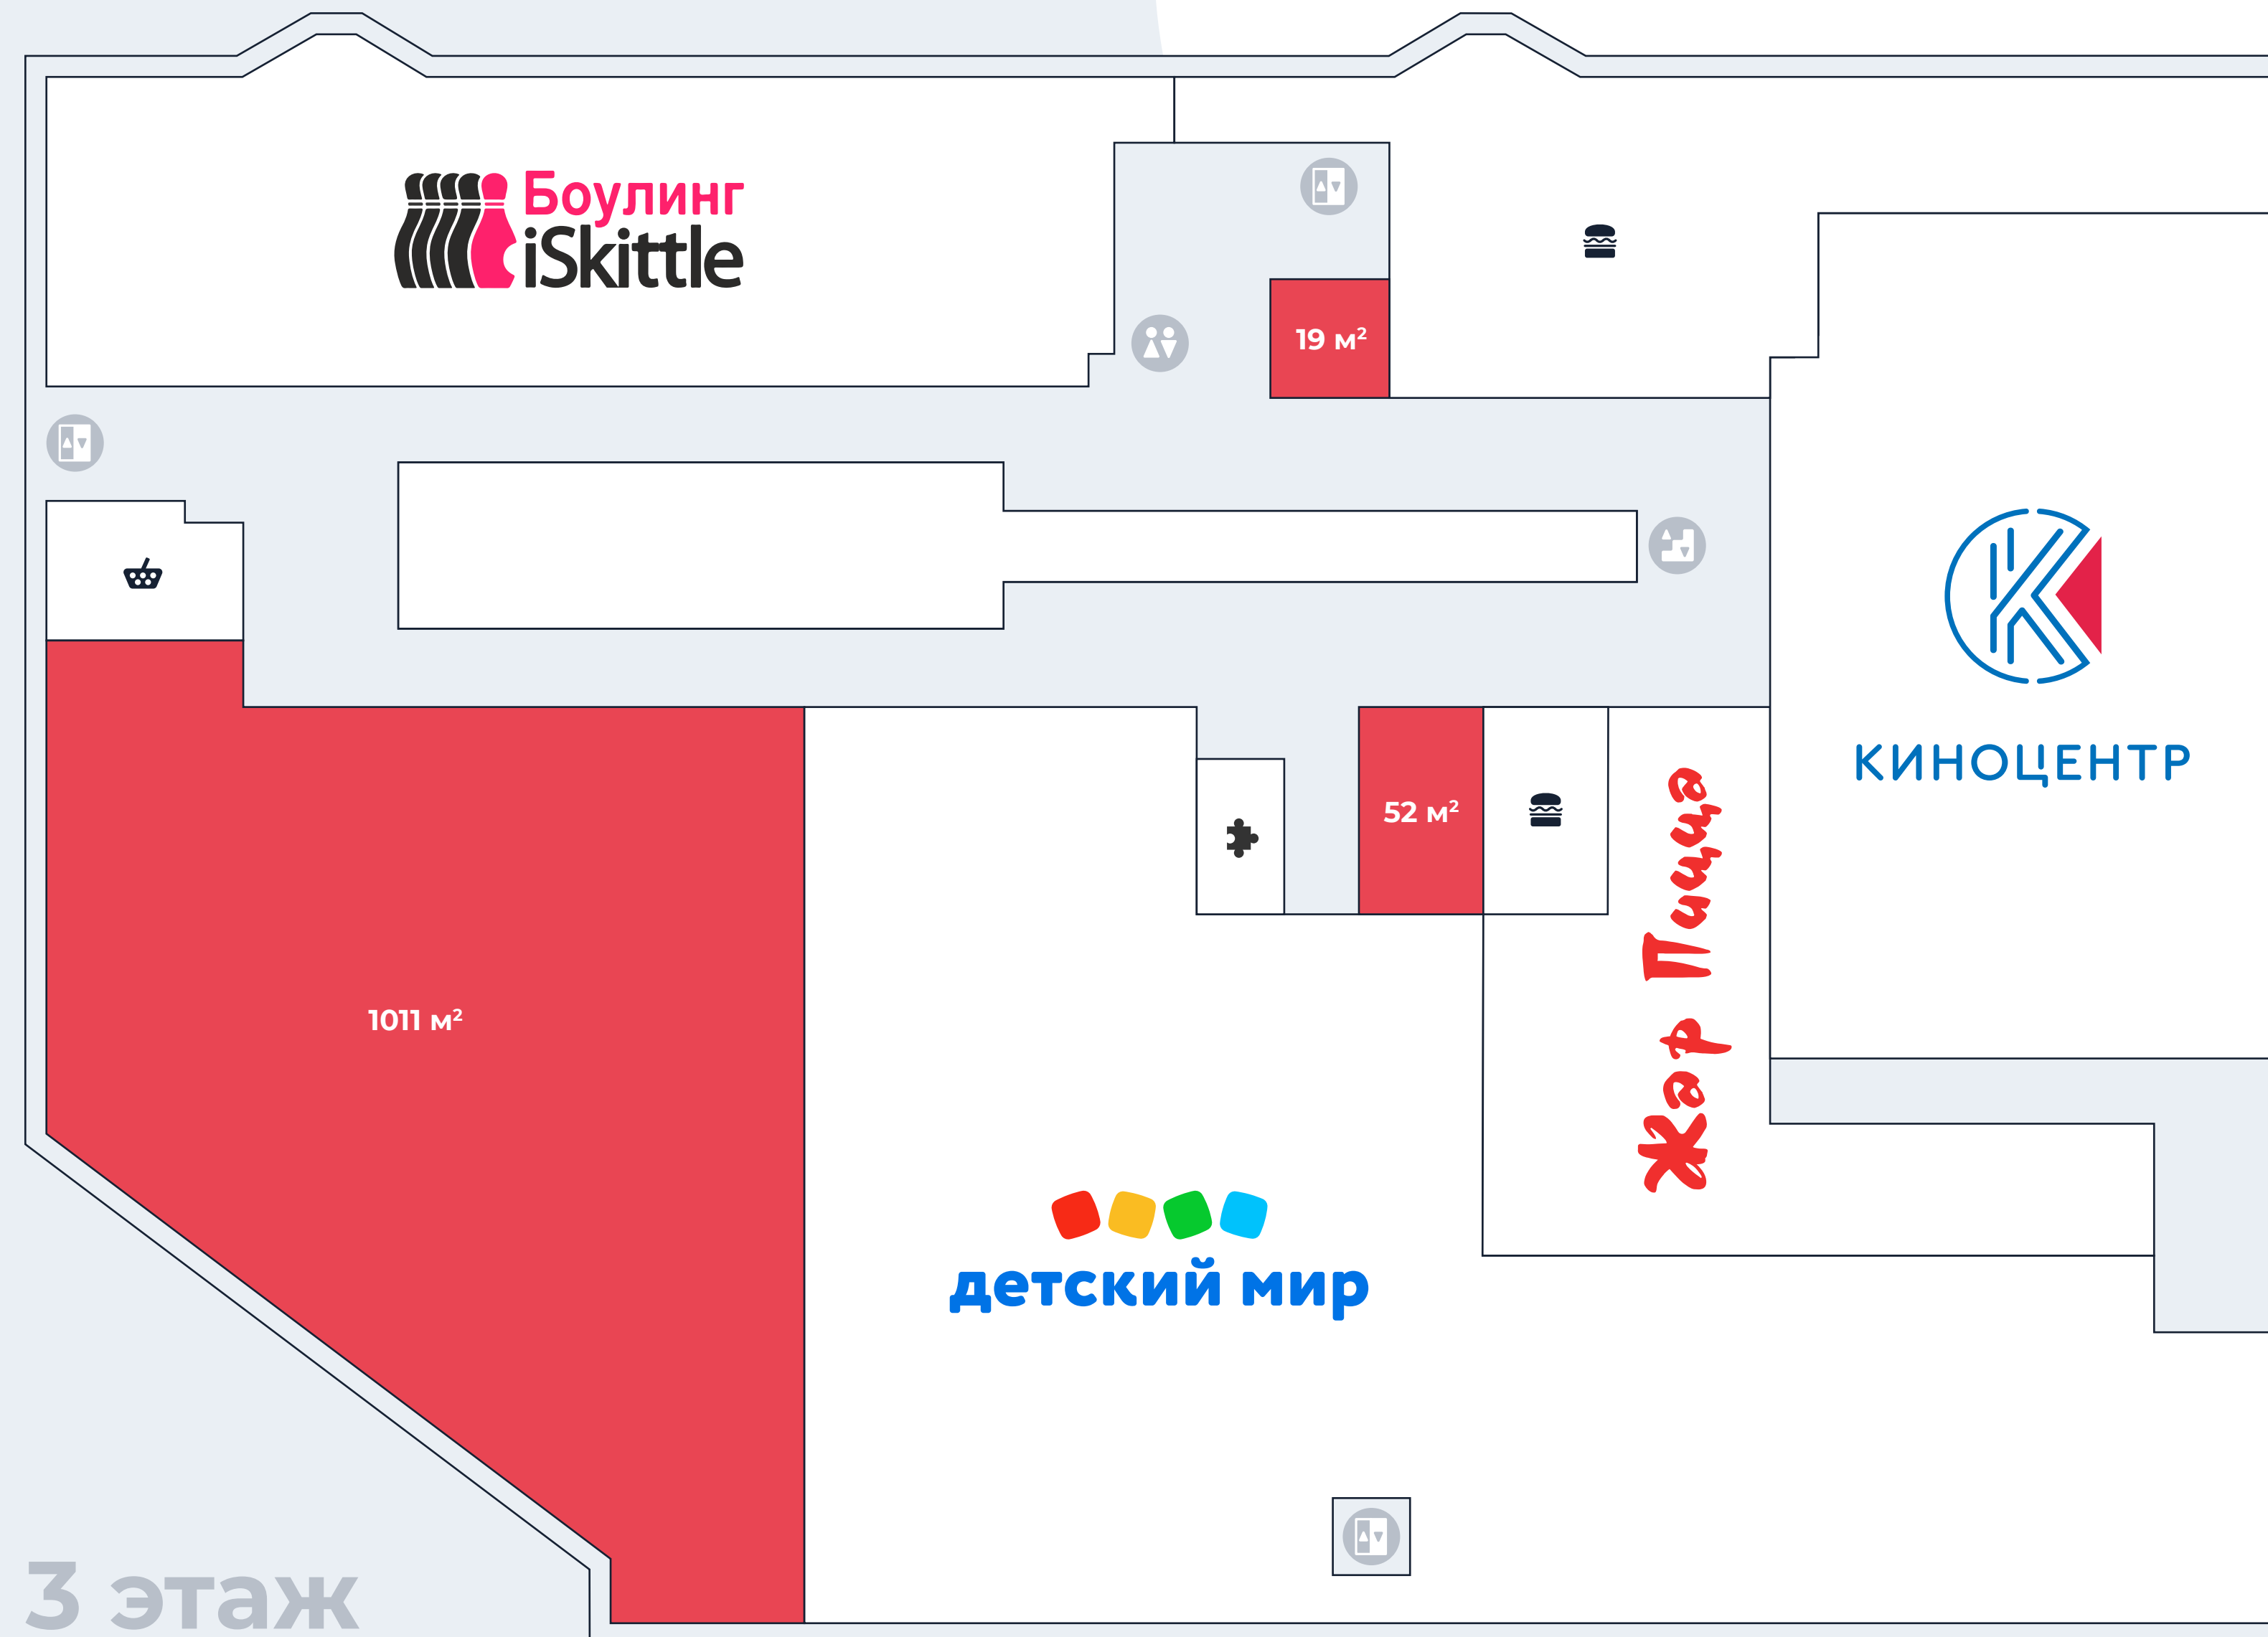 Боулинг
iSkittle
19 м²
КИНОЦЕНТР
52 м²
Жар Пицца
1011 м²
детский мир
3 этаж